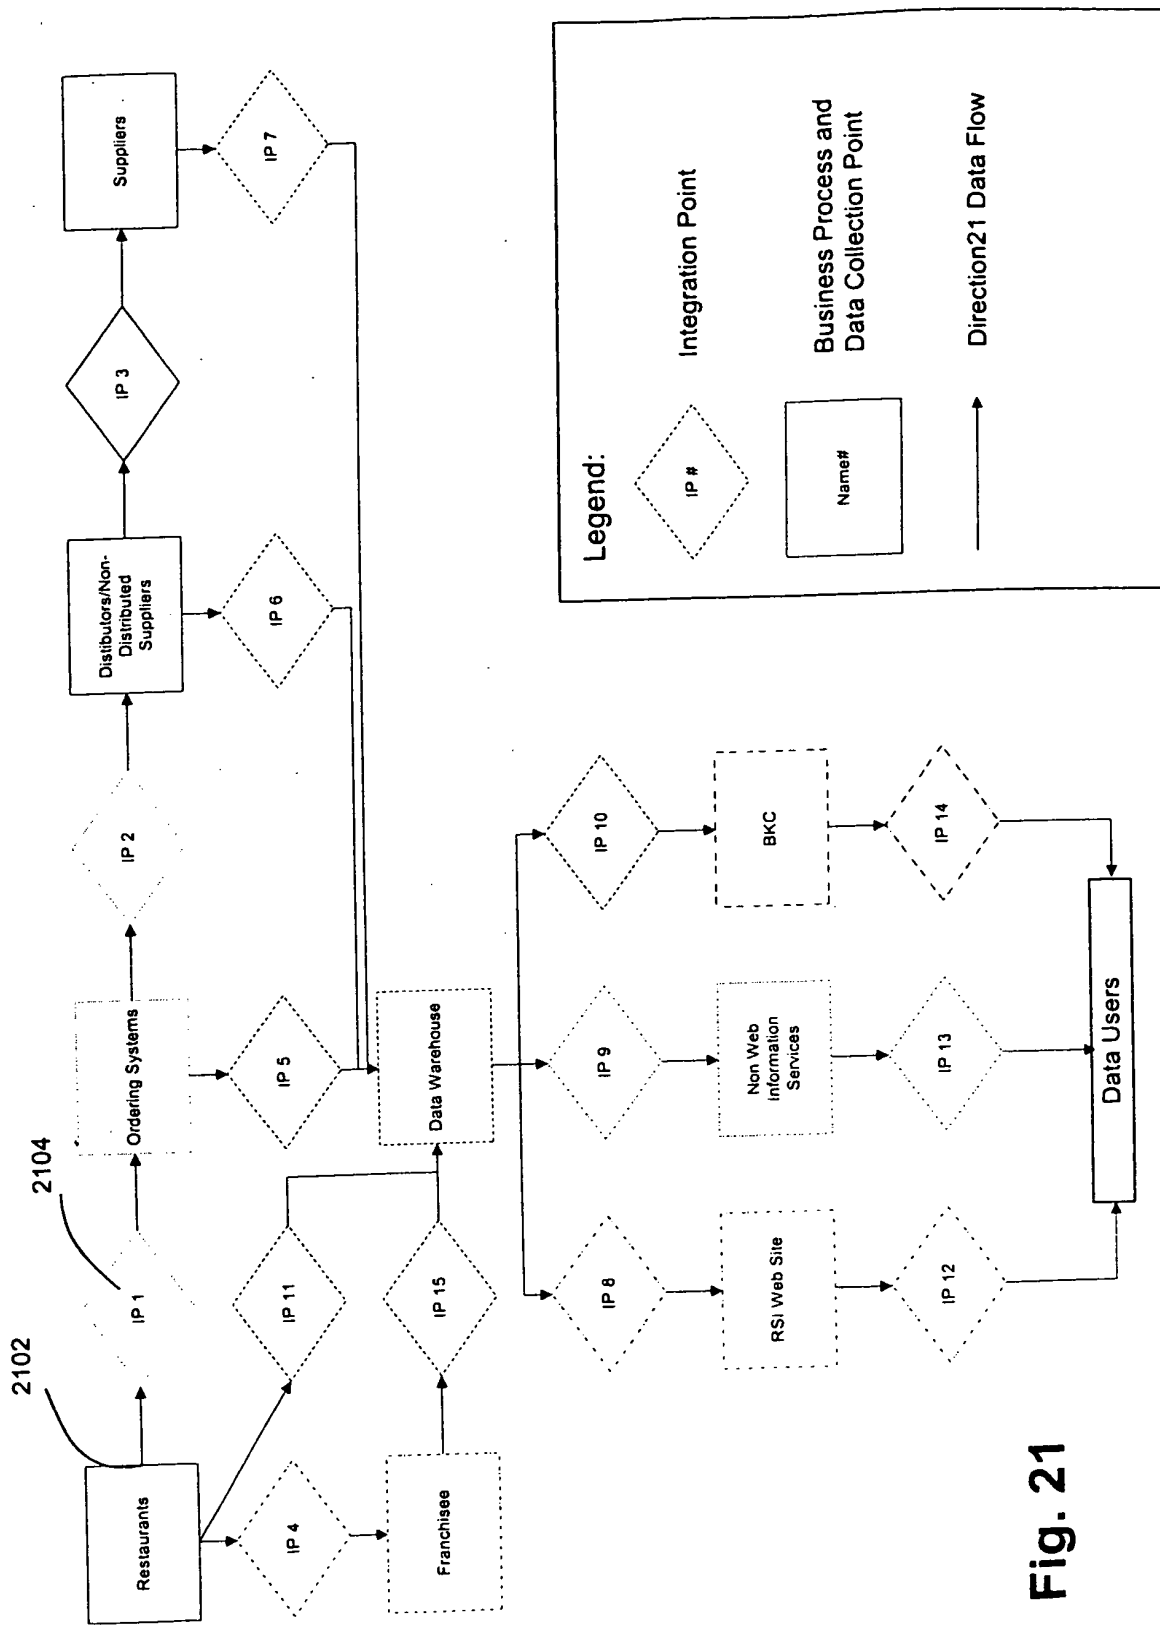 2102
2104
Restaurants
IP 1
Ordering Systems
IP 2
Distibutors/Non-
Distributed
Suppliers
IP 3
Suppliers
IP 4
IP 11
IP 5
IP 6
IP 7
Franchisee
IP 15
Data Warehouse
IP 8
IP 9
IP 10
RSI Web Site
Non Web
Information
Services
BKC
IP 12
IP 13
IP 14
Data Users
Legend:
IP #
Integration Point
Name#
Business Process and
Data Collection Point
Direction21 Data Flow
Fig. 21